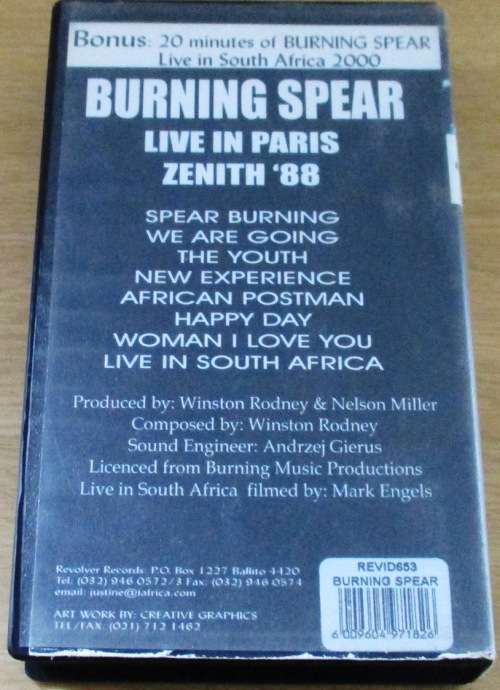 Bonus: 20 minutes of BURNING SPEAR
Live in South Africa 2000
BURNING SPEAR
LIVE IN PARIS
ZENITH '88
SPEAR BURNING
WE ARE GOING
THE YOUTH
NEW EXPERIENCE
AFRICAN POSTMAN
HAPPY DAY
WOMAN I LOVE YOU
LIVE IN SOUTH AFRICA
Produced by: Winston Rodney & Nelson Miller
Composed by: Winston Rodney
Sound Engineer: Andrzej Gierus
Licenced from Burning Music Productions
Live in South Africa filmed by: Mark Engels
Revolver Records: P.O. Box 1227 Ballito 4420
Tel. (032) 946 0572/3 Fax: (032) 946 0574
email: justine@iafrica.com
ART WORK BY: CREATIVE GRAPHICS
TEL/FAX. (021) 712 1462
REVID653
BURNING SPEAR
6 009604 971826